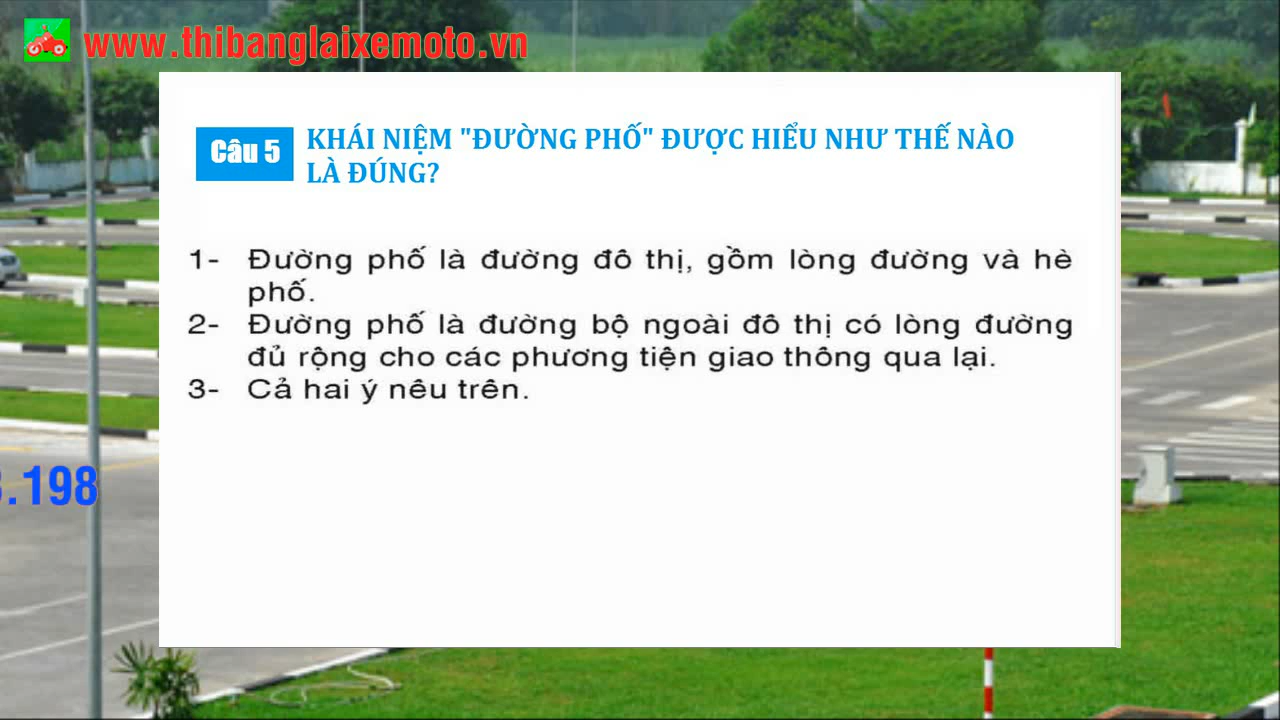 www.thibanglaixemoto.vn
Câu 5
KHÁI NIỆM "ĐƯỜNG PHỐ" ĐƯỢC HIỂU NHƯ THẾ NÀO
LÀ ĐÚNG?
1- Đường phố là đường đô thị, gồm lòng đường và hè
phố.
2- Đường phố là đường bộ ngoài đô thị có lòng đường
đủ rộng cho các phương tiện giao thông qua lại.
3- Cả hai ý nêu trên.
.198